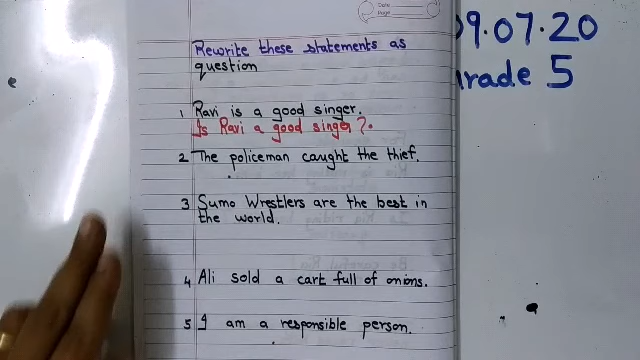 Date
Page
09.07.20
Grade 5
Rewrite these statements as
question
1 Ravi is a good singer.
Is Ravi a good singer?
2 The policeman caught the thief.
3 Sumo Wrestlers are the best in
the world.
4 Ali sold a cart full of onions.
5 I am a responsible person.